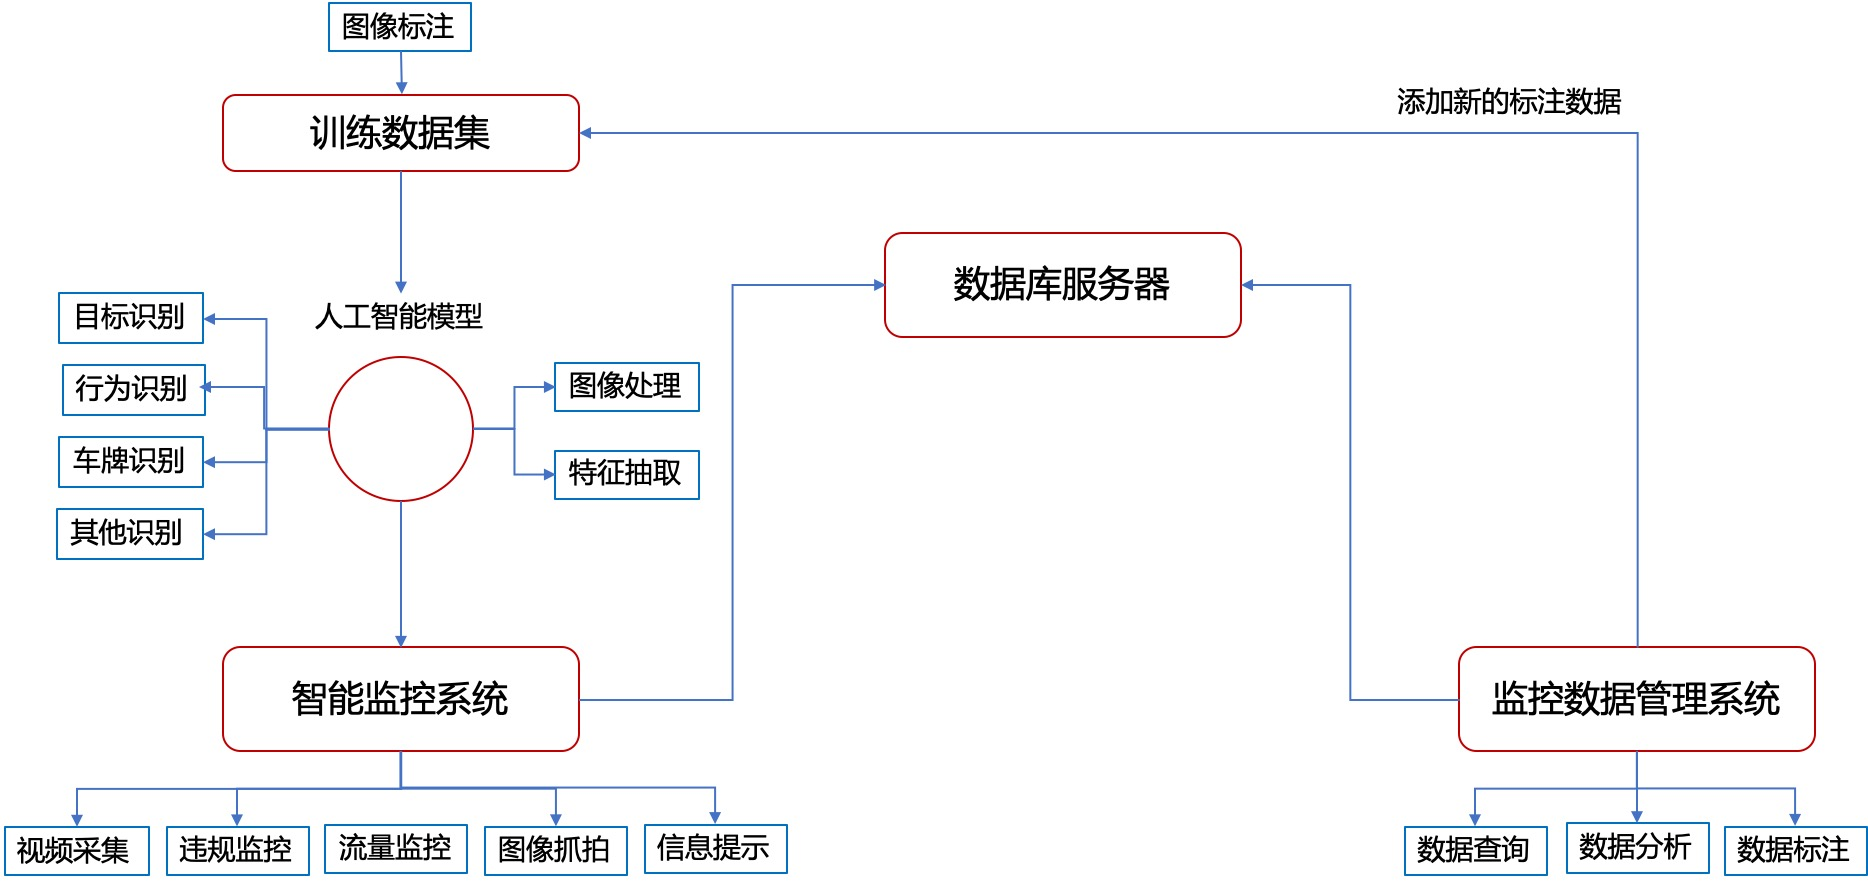 图像标注
添加新的标注数据
训练数据集
数据库服务器
人工智能模型
目标识别
行为识别
车牌识别
其他识别
图像处理
特征抽取
智能监控系统
监控数据管理系统
视频采集
违规监控
流量监控
图像抓拍
信息提示
数据查询
数据分析
数据标注